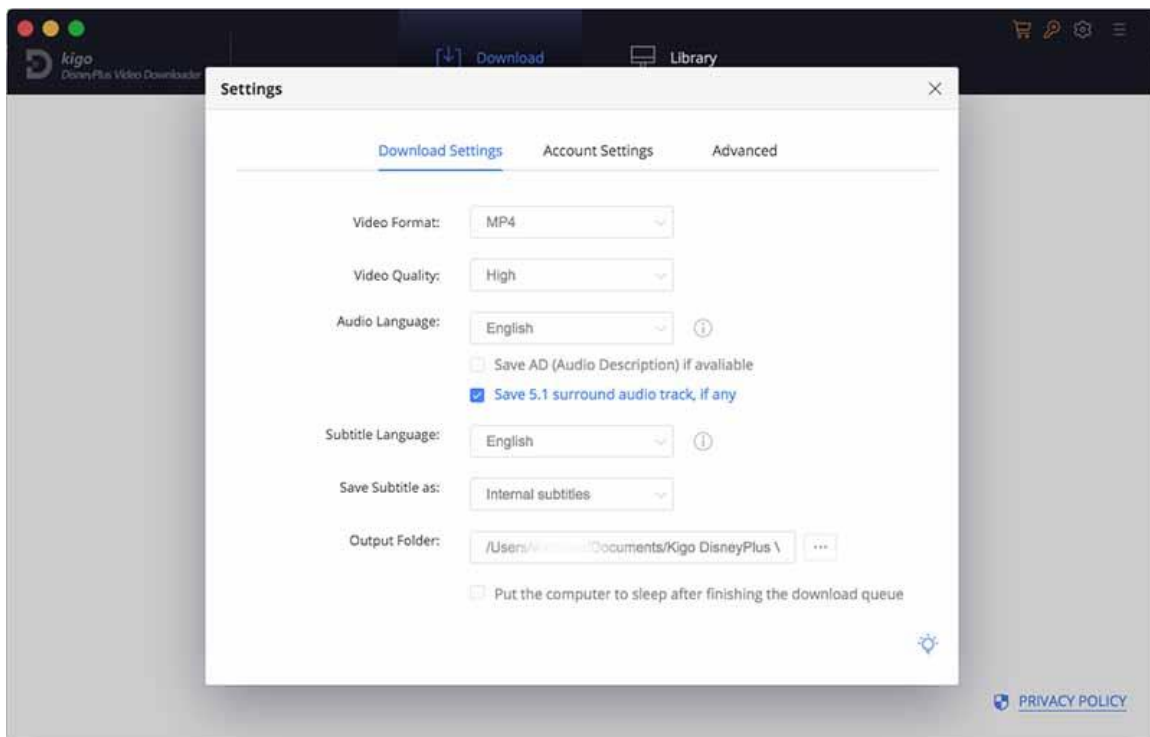 kigo
DisneyPlus Video Downloader
Download
Library
Settings
Download Settings
Account Settings
Advanced
Video Format:
MP4
Video Quality:
High
Audio Language:
English
Save AD (Audio Description) if avaliable
Save 5.1 surround audio track, if any
Subtitle Language:
English
Save Subtitle as:
Internal subtitles
Output Folder:
/Users/ /Documents/Kigo DisneyPlus \
Put the computer to sleep after finishing the download queue
PRIVACY POLICY